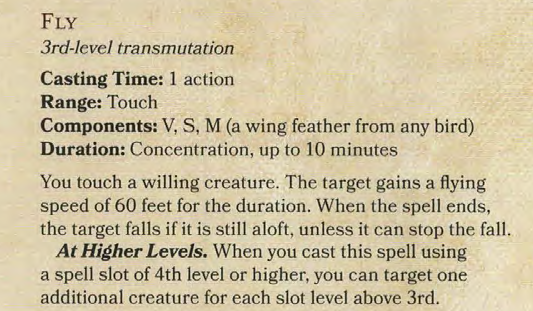 FLY
3rd-level transmutation
Casting Time: 1 action
Range: Touch
Components: V, S, M (a wing feather from any bird)
Duration: Concentration, up to 10 minutes
You touch a willing creature. The target gains a flying
speed of 60 feet for the duration. When the spell ends,
the target falls if it is still aloft, unless it can stop the fall.
At Higher Levels. When you cast this spell using
a spell slot of 4th level or higher, you can target one
additional creature for each slot level above 3rd.